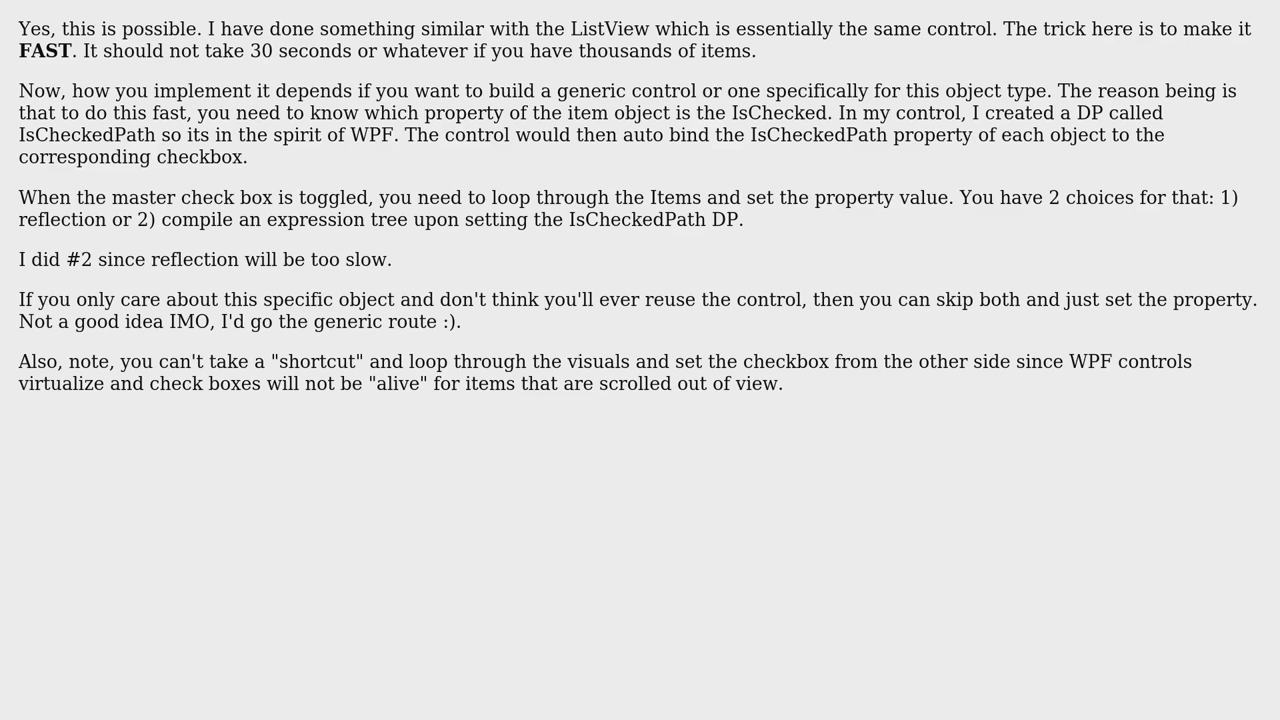 Yes, this is possible. I have done something similar with the ListView which is essentially the same control. The trick here is to make it
FAST. It should not take 30 seconds or whatever if you have thousands of items.
Now, how you implement it depends if you want to build a generic control or one specifically for this object type. The reason being is
that to do this fast, you need to know which property of the item object is the IsChecked. In my control, I created a DP called
IsCheckedPath so its in the spirit of WPF. The control would then auto bind the IsCheckedPath property of each object to the
corresponding checkbox.
When the master check box is toggled, you need to loop through the Items and set the property value. You have 2 choices for that: 1)
reflection or 2) compile an expression tree upon setting the IsCheckedPath DP.
I did #2 since reflection will be too slow.
If you only care about this specific object and don't think you'll ever reuse the control, then you can skip both and just set the property.
Not a good idea IMO, I'd go the generic route :).
Also, note, you can't take a "shortcut" and loop through the visuals and set the checkbox from the other side since WPF controls
virtualize and check boxes will not be "alive" for items that are scrolled out of view.